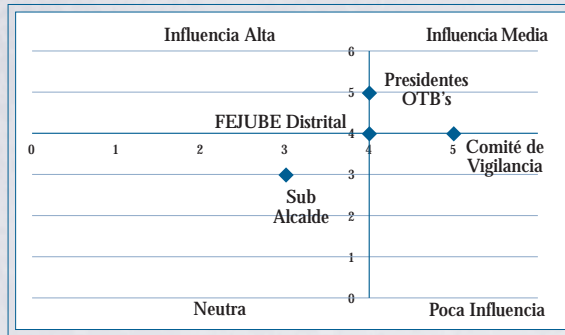 Influencia Alta
6
Influencia Media
5
Presidentes
OTB's
FEJUBE Distrital
4
0 1 2 3 4 5
Comité de
Vigilancia
3
Sub
Alcalde
2
1
0
Neutra
Poca Influencia